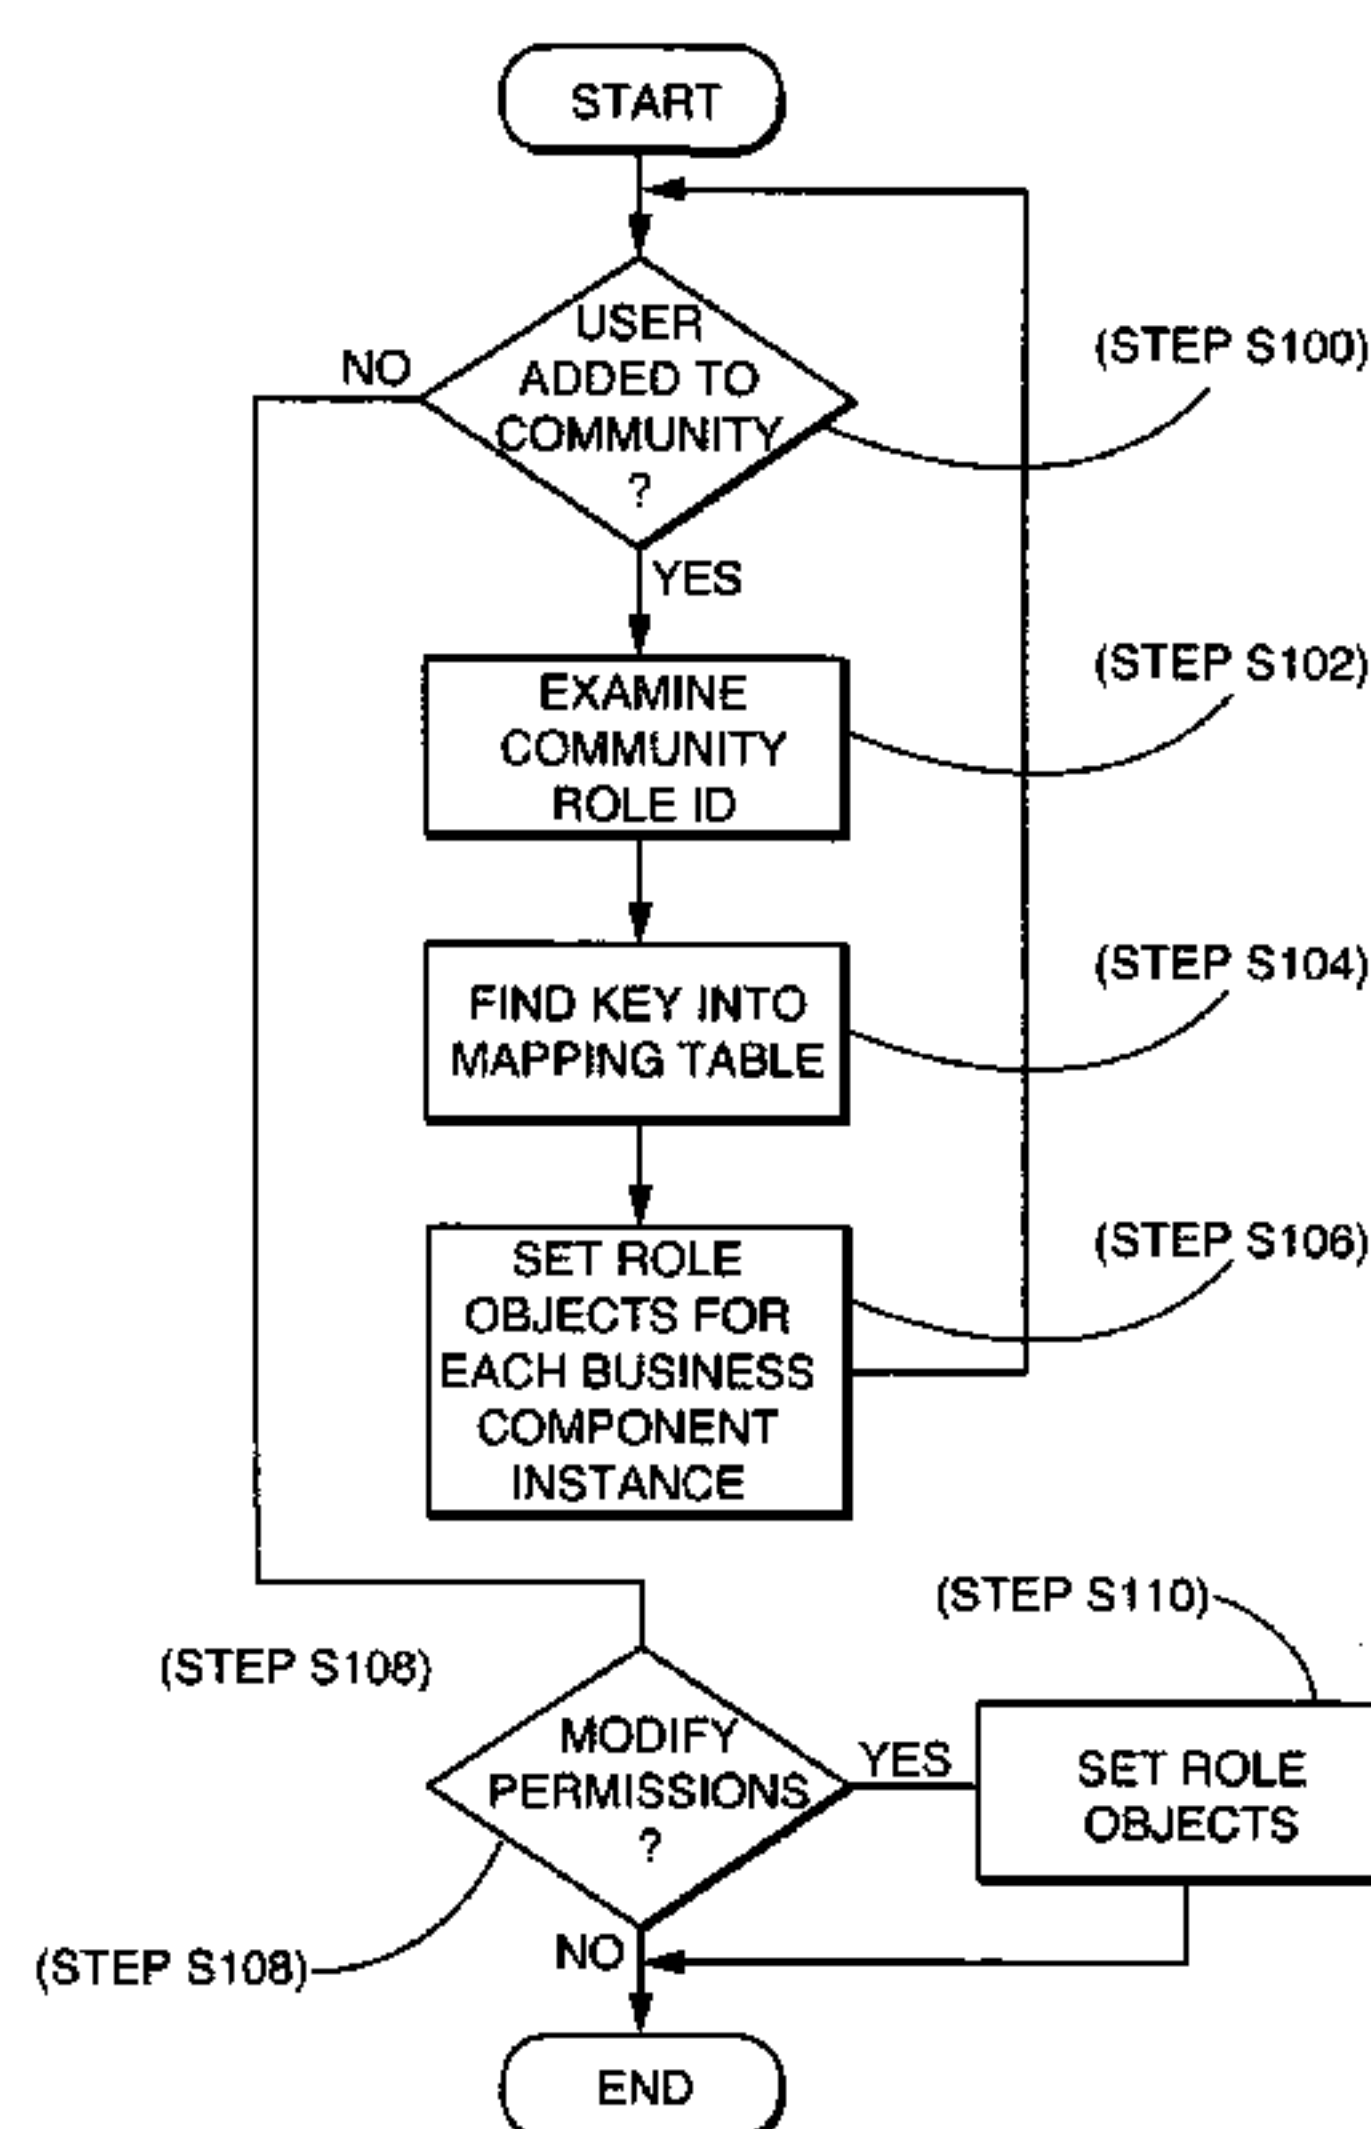 START
USER
ADDED TO
COMMUNITY
?
NO
(STEP S100)
YES
EXAMINE
COMMUNITY
ROLE ID
(STEP S102)
FIND KEY INTO
MAPPING TABLE
(STEP S104)
SET ROLE
OBJECTS FOR
EACH BUSINESS
COMPONENT
INSTANCE
(STEP S106)
(STEP S108)
MODIFY
PERMISSIONS
?
YES
(STEP S110)
SET ROLE
OBJECTS
NO
(STEP S108)
END